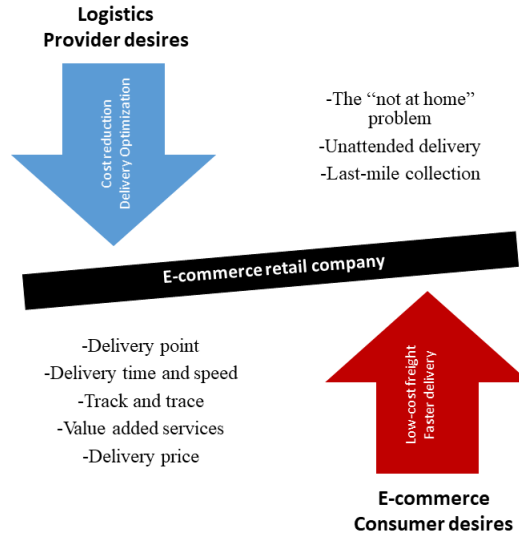 Logistics
Provider desires
Cost reduction
Delivery Optimization
-The “not at home”
problem
-Unattended delivery
-Last-mile collection
E-commerce retail company
-Delivery point
-Delivery time and speed
-Track and trace
-Value added services
-Delivery price
Low-cost freight
Faster delivery
E-commerce
Consumer desires